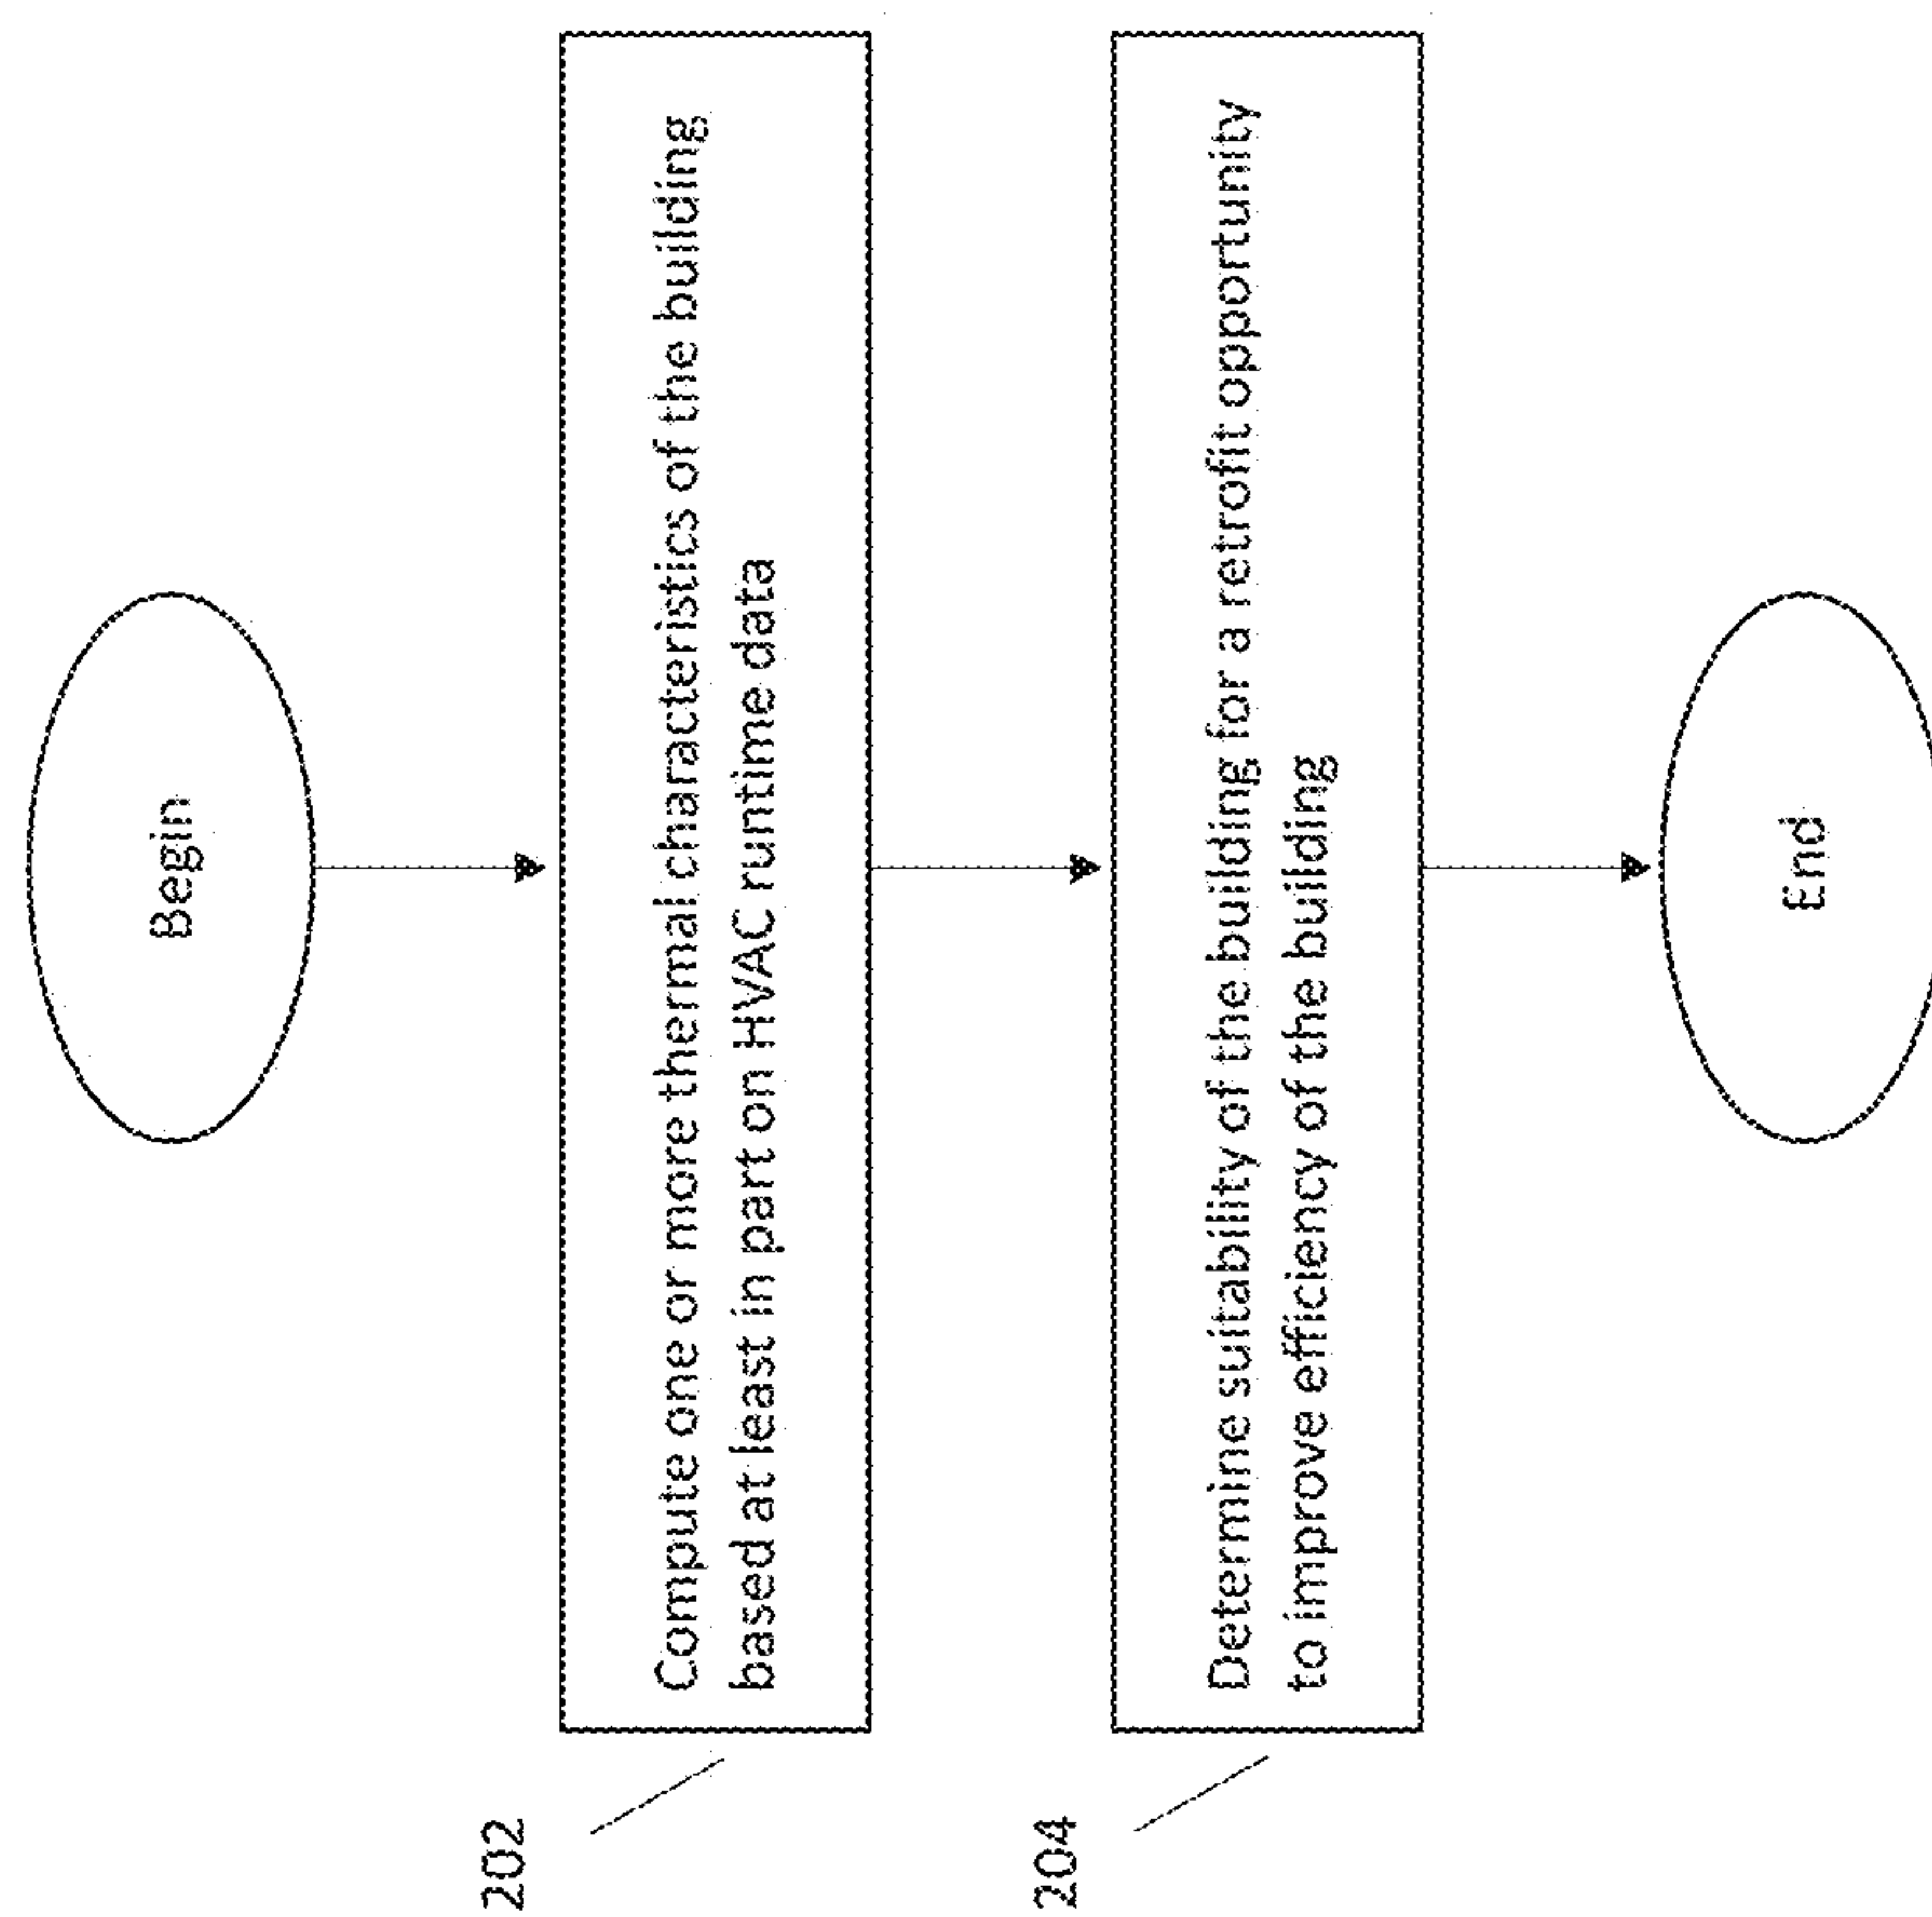 Begin
202
Compute one or more thermal characteristics of the building
based at least in part on HVAC runtime data
204
Determine suitability of the building for a retrofit opportunity
to improve efficiency of the building
End